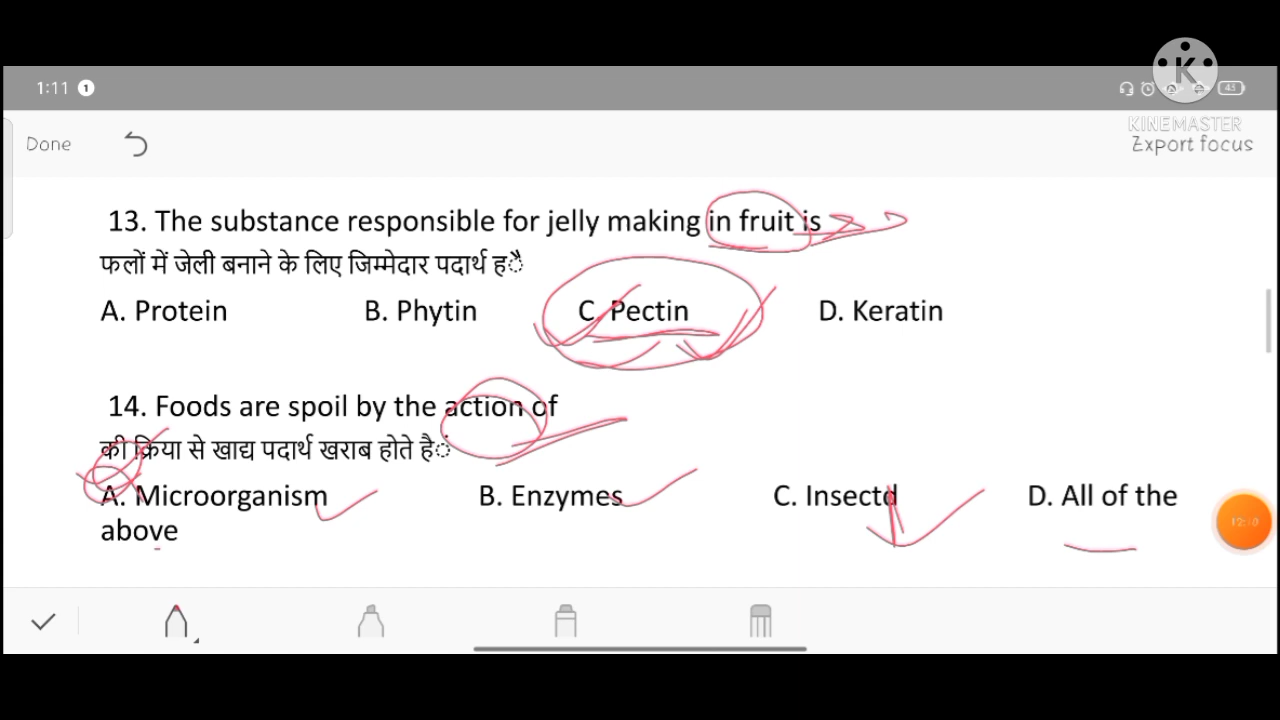 1:11 1 43
KINEMASTER
Done Export focus
13. The substance responsible for jelly making in fruit is
फलों में जेली बनाने के लिए जिम्मेदार पदार्थ हैै
A. Protein B. Phytin C. Pectin D. Keratin
14. Foods are spoil by the action of
की क्रिया से खाद्य पदार्थ खराब होते हैं
A. Microorganism B. Enzymes C. Insectd D. All of the
above